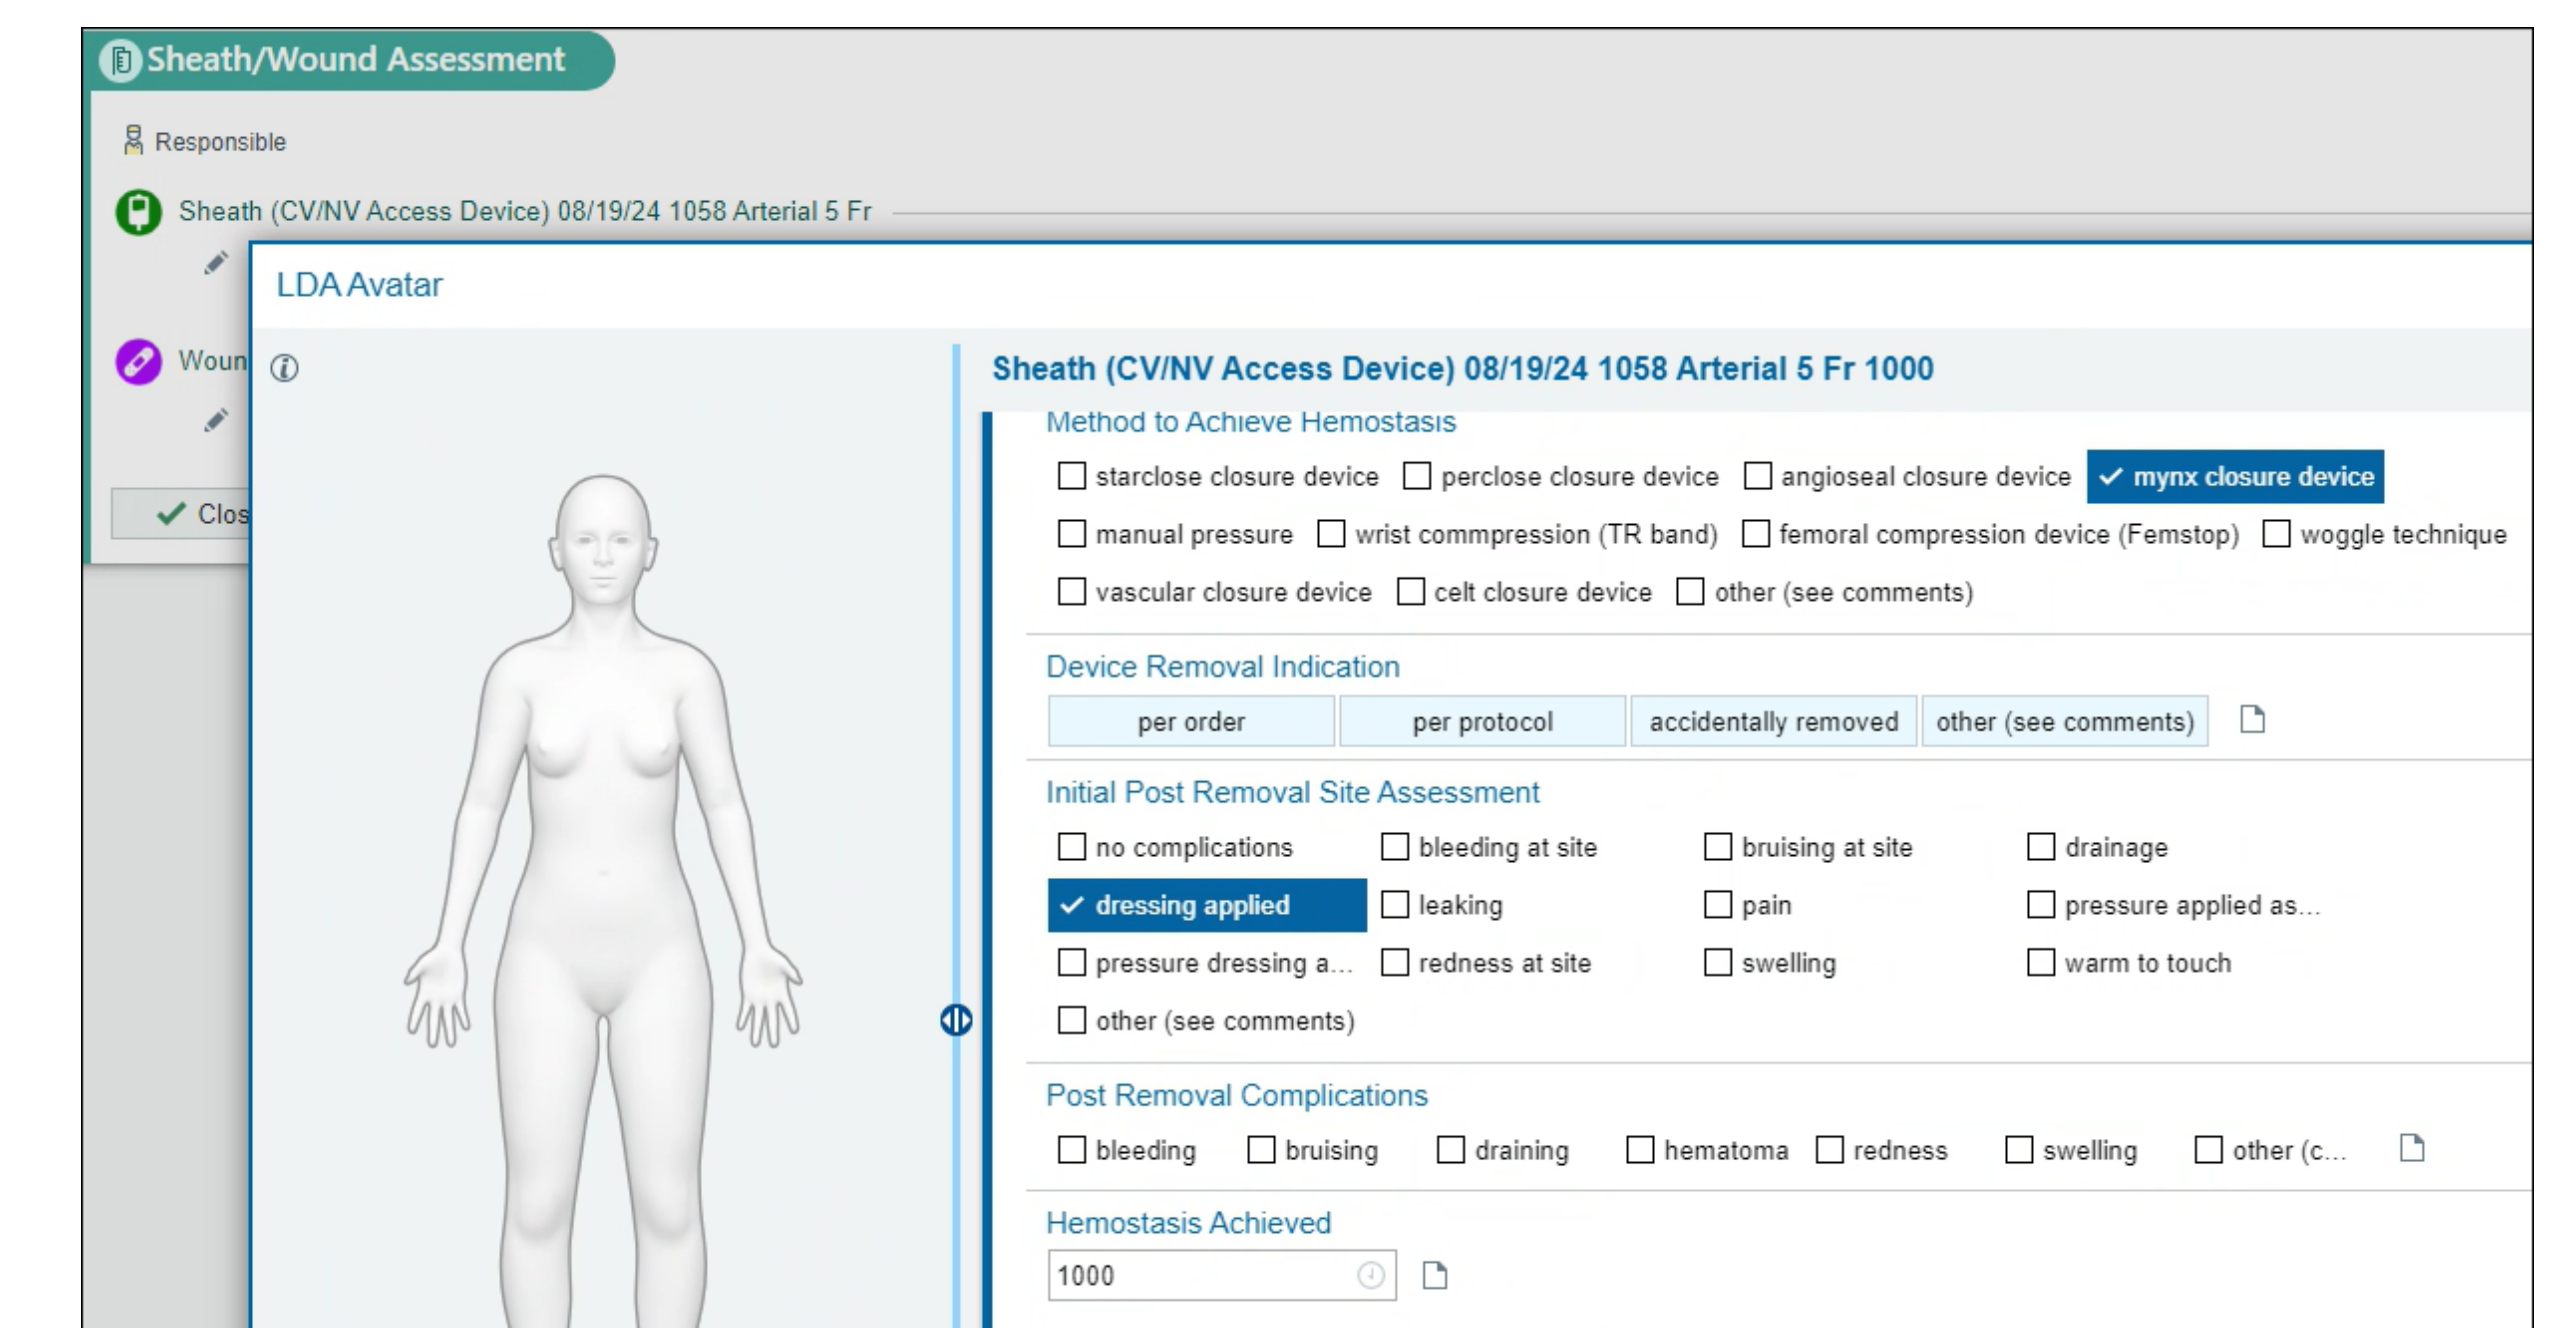 Sheath/Wound Assessment
Responsible
Sheath (CV/NV Access Device) 08/19/24 1058 Arterial 5 Fr
LDA Avatar
Woun
Clos
Sheath (CV/NV Access Device) 08/19/24 1058 Arterial 5 Fr 1000
Method to Achieve Hemostasis
starclose closure device perclose closure device angioseal closure device mynx closure device
manual pressure wrist commpression (TR band) femoral compression device (Femstop) woggle technique
vascular closure device celt closure device other (see comments)
Device Removal Indication
per order per protocol accidentally removed other (see comments)
Initial Post Removal Site Assessment
no complications bleeding at site bruising at site drainage
dressing applied leaking pain pressure applied as...
pressure dressing a... redness at site swelling warm to touch
other (see comments)
Post Removal Complications
bleeding bruising draining hematoma redness swelling other (c...
Hemostasis Achieved
1000